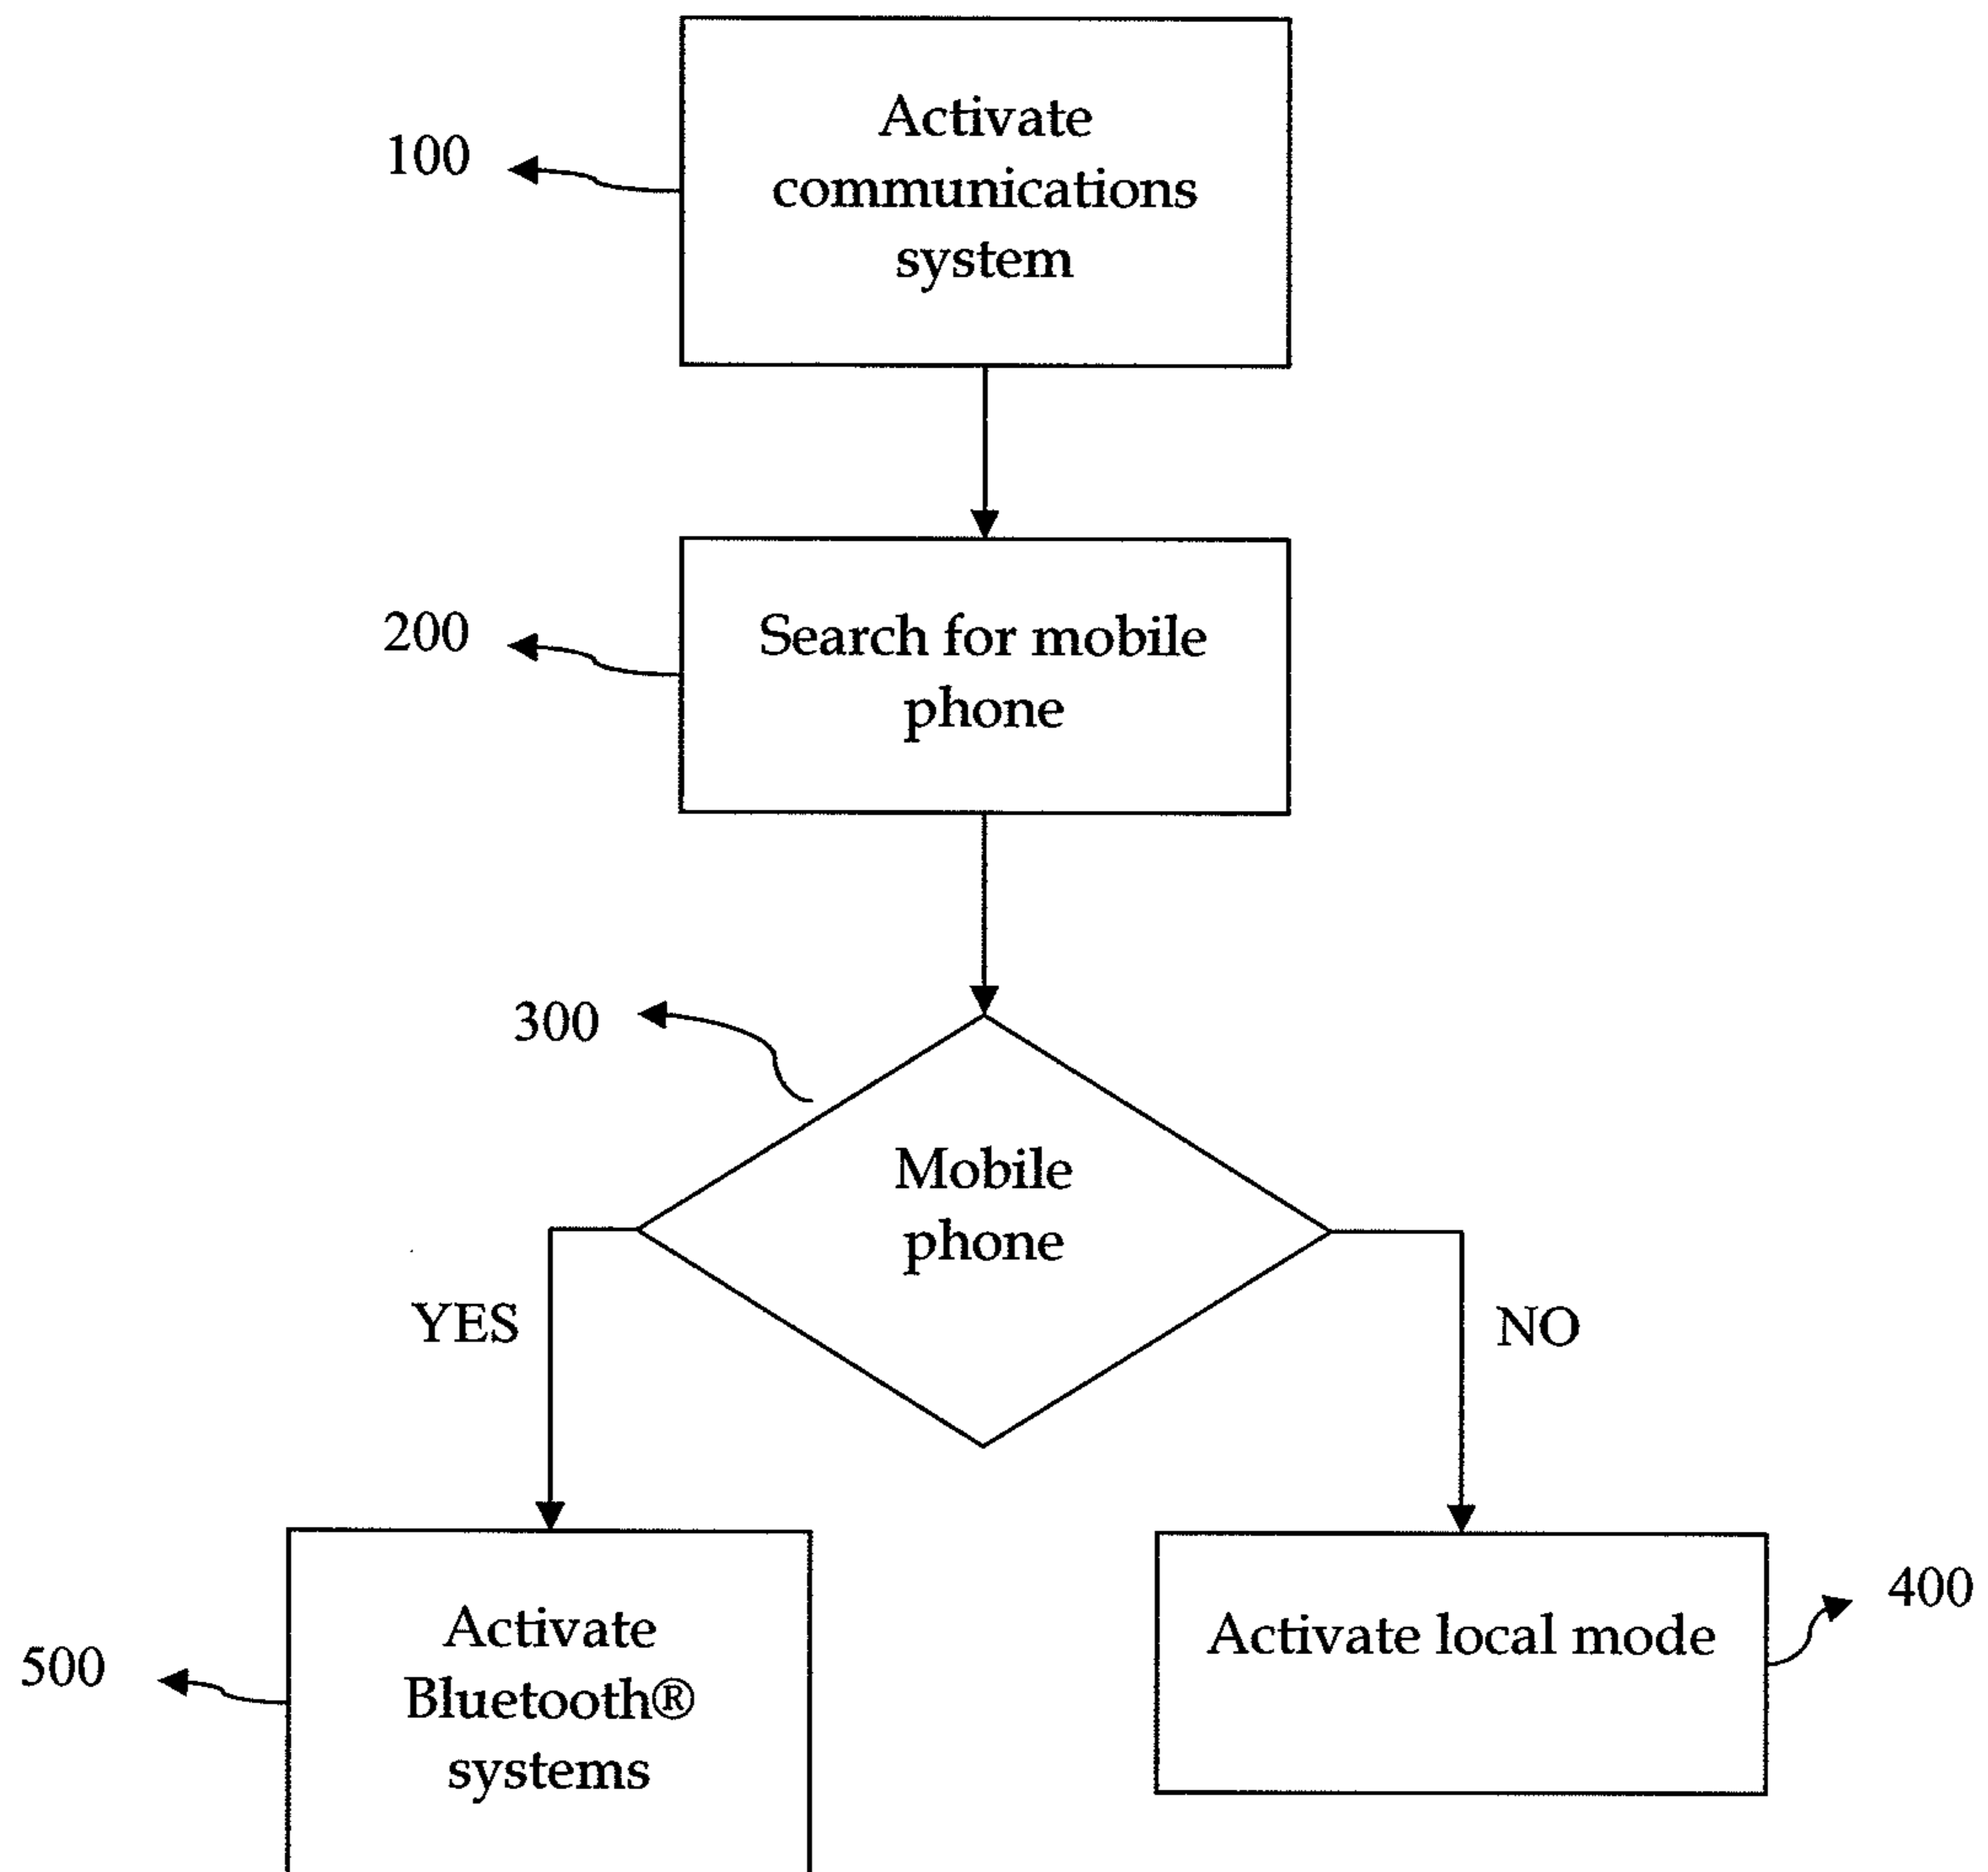 100
Activate
communications
system
200
Search for mobile
phone
300
Mobile
phone
YES
NO
500
Activate
Bluetooth®
systems
Activate local mode
400